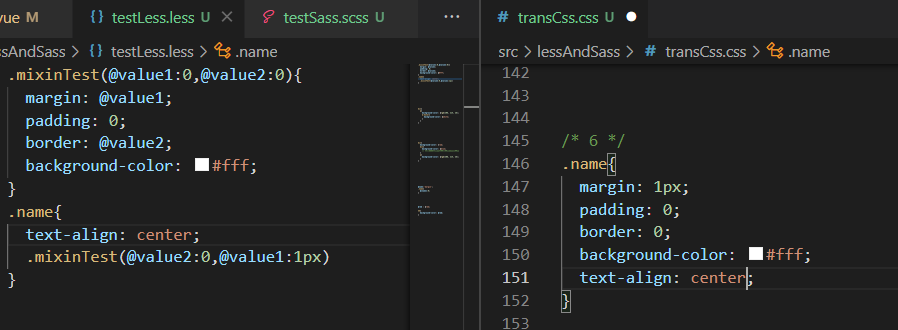 vue M
{} testLess.less U ×
testSass.scss U
...
# transCss.css U ●
ssAndSass > {} testLess.less > .name
src > lessAndSass > # transCss.css > .name
.mixinTest(@value1:0,@value2:0){
margin: @value1;
padding: 0;
border: @value2;
background-color: #fff;
}
.name{
text-align: center;
.mixinTest(@value2:0,@value1:1px)
}
142
143
144
145 /* 6 */
146 .name{
147 margin: 1px;
148 padding: 0;
149 border: 0;
150 background-color: #fff;
151 text-align: center;
152 }
153